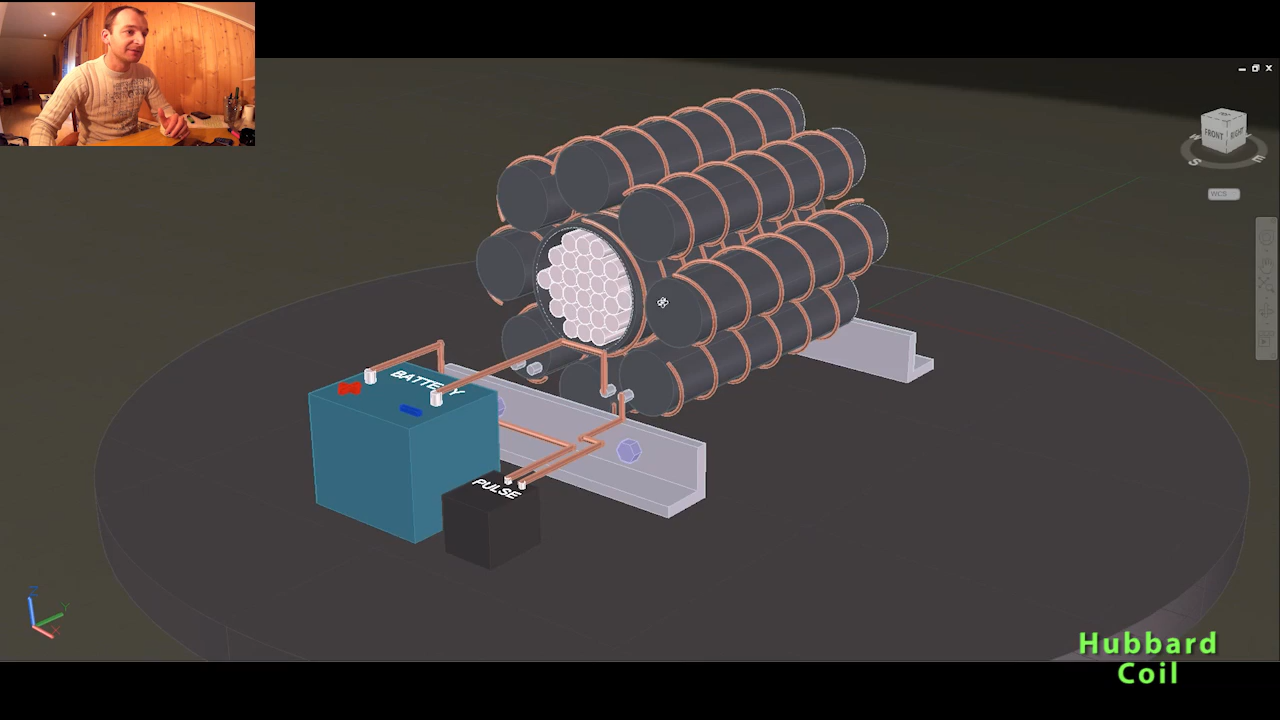 FRONT
RIGHT
S
E
WCS
BATTERY
PULSE
Z
Y
X
Hubbard
Coil